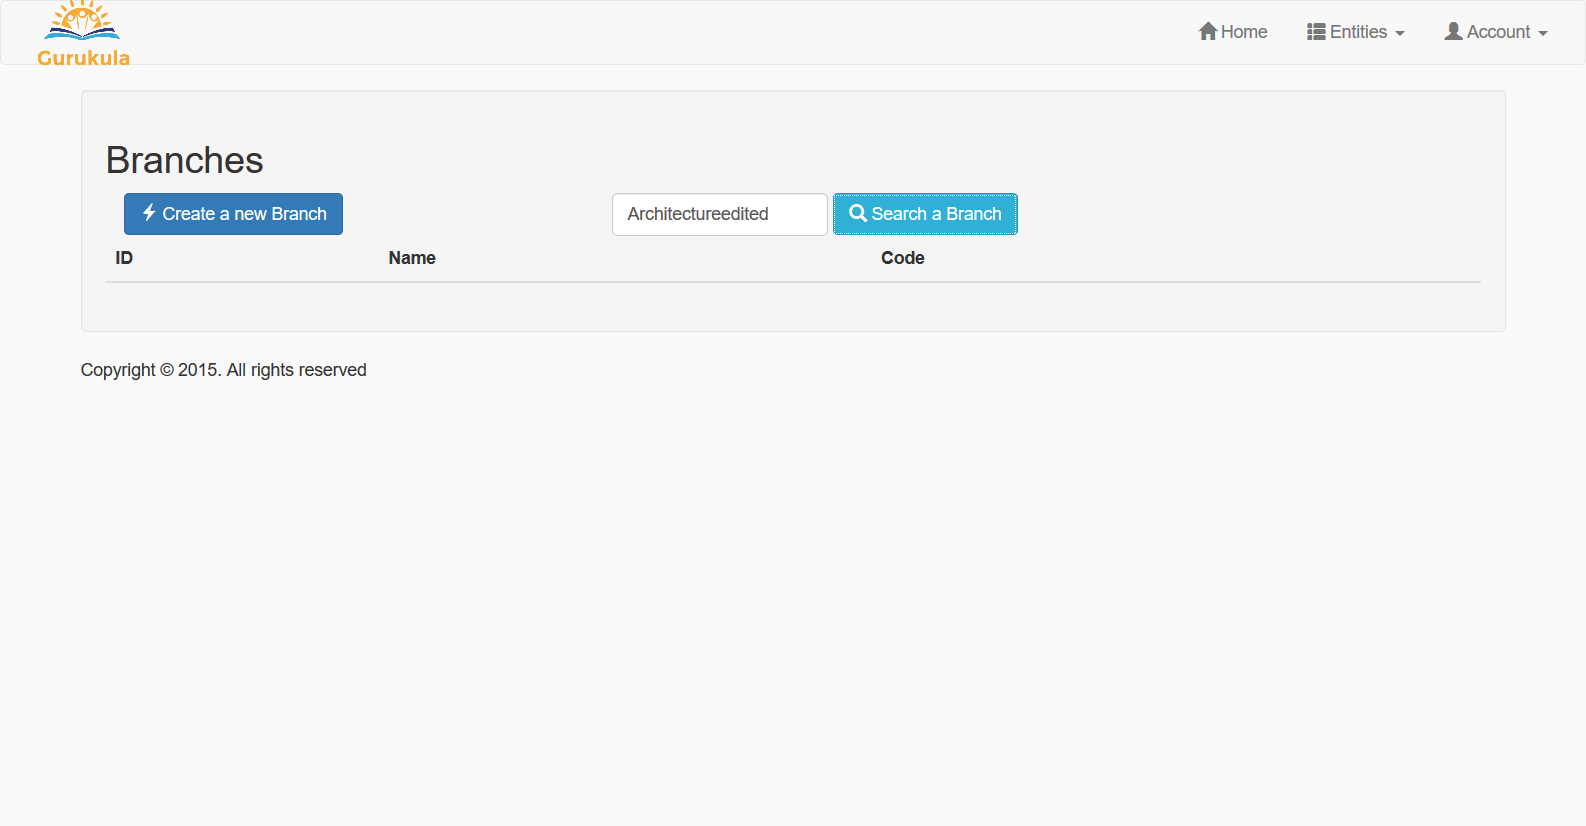 Gurukula
Home Entities Account
Branches
Create a new Branch Architectureedited Search a Branch
ID Name Code
Copyright © 2015. All rights reserved